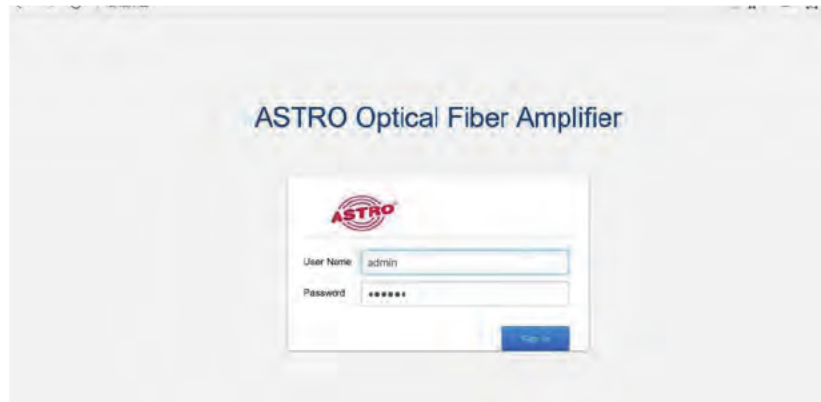 ASTRO Optical Fiber Amplifier
ASTRO
User Name admin
Password ••••••
Sign in